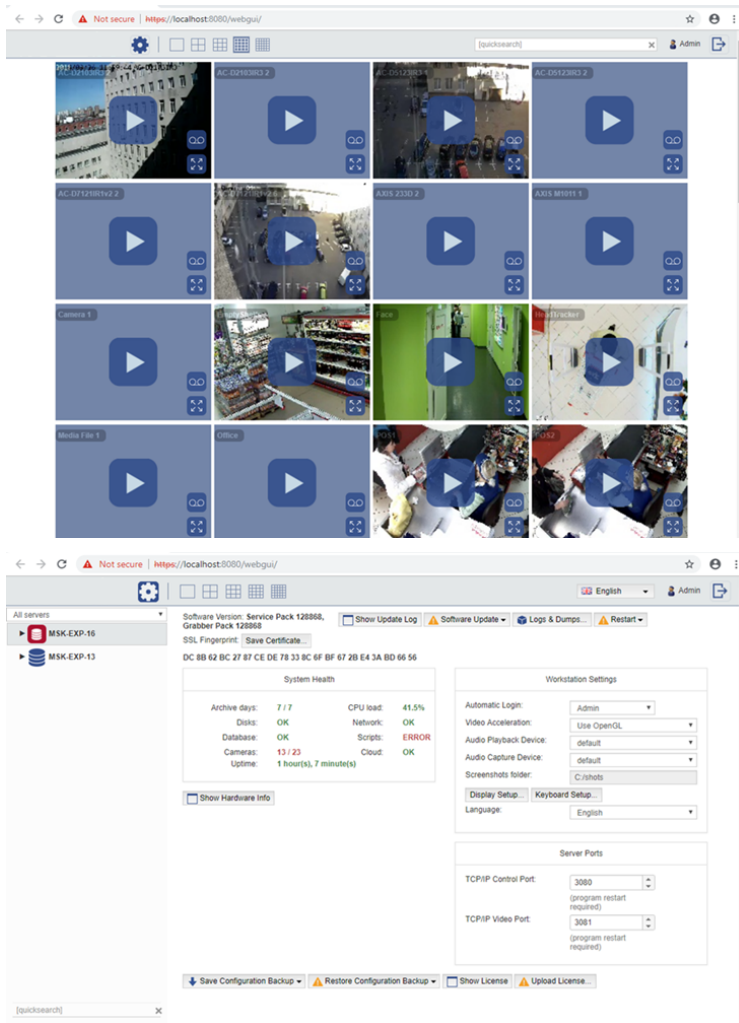 Not secure | https://localhost:8080/webgui/
[quicksearch]
Admin
AC-D2103IR3 2
AC-D5123IR3 1
AC-D5123IR3 2
AC-D7121IR1v2 2
AXIS 233D 2
AXIS M1011 1
Camera 1
Face
HeadTracker
Media File 1
Office
POS1
POS2
Not secure | https://localhost:8080/webgui/
English
Admin
All servers
MSK-EXP-16
MSK-EXP-13
Software Version: Service Pack 128868,
Grabber Pack 128868
Show Update Log
Software Update
Logs & Dumps...
Restart
SSL Fingerprint: Save Certificate...
DC 8B 62 BC 27 87 CE DE 78 33 8C 6F BF 67 2B E4 3A BD 66 56
System Health
Archive days: 7 / 7 CPU load: 41.5%
Disks: OK Network: OK
Database: OK Scripts: ERROR
Cameras: 13 / 23 Cloud: OK
Uptime: 1 hour(s), 7 minute(s)
Show Hardware Info
Workstation Settings
Automatic Login: Admin
Video Acceleration: Use OpenGL
Audio Playback Device: default
Audio Capture Device: default
Screenshots folder: C:/shots
Display Setup... Keyboard Setup...
Language: English
Server Ports
TCP/IP Control Port: 3080
(program restart
required)
TCP/IP Video Port: 3081
(program restart
required)
Save Configuration Backup
Restore Configuration Backup
Show License
Upload License...
[quicksearch]